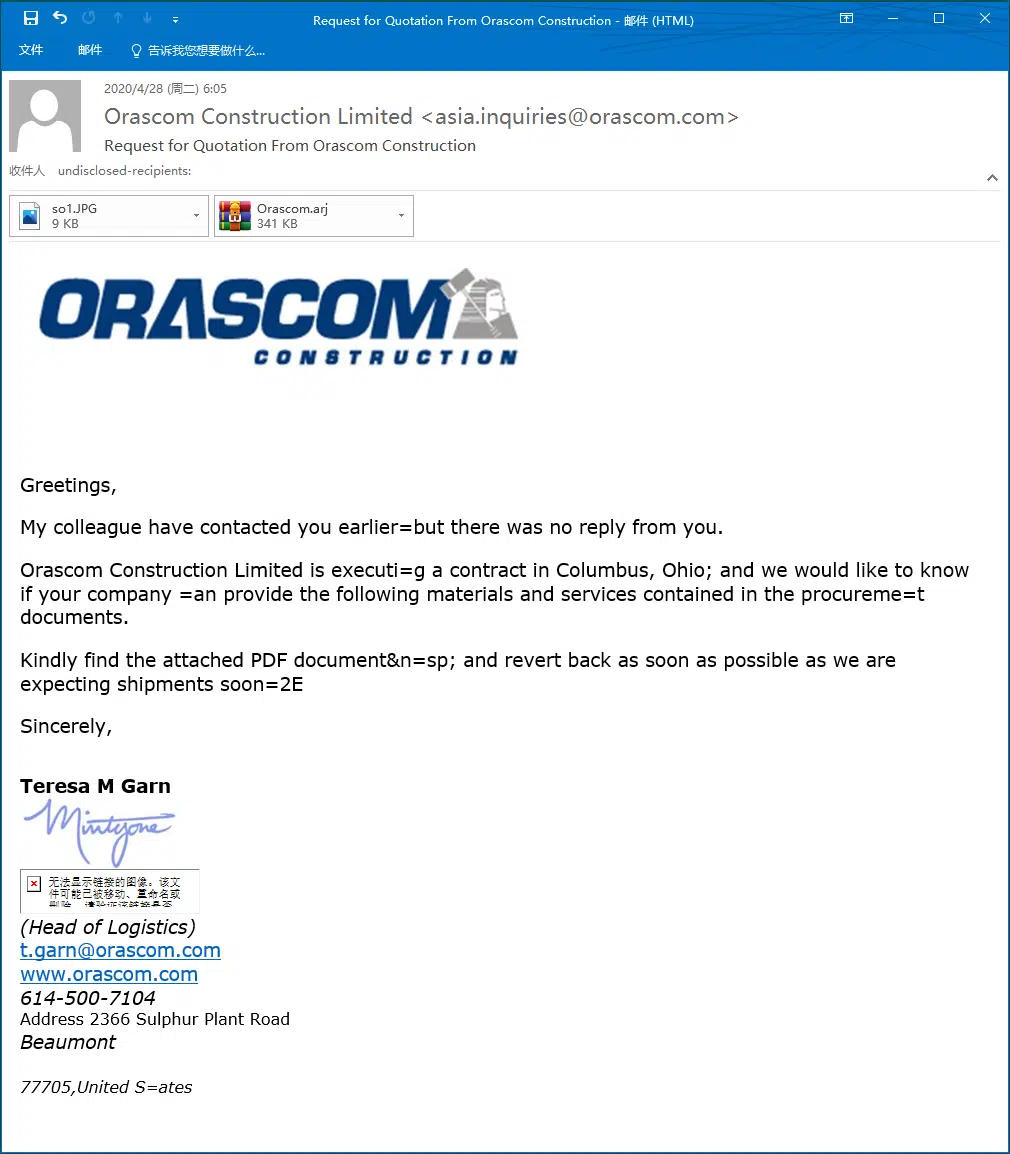 Request for Quotation From Orascom Construction - 邮件 (HTML)
文件 邮件 告诉我您想要做什么...
2020/4/28 (周二) 6:05
Orascom Construction Limited <asia.inquiries@orascom.com>
Request for Quotation From Orascom Construction
收件人 undisclosed-recipients:
so1.JPG
9 KB
Orascom.arj
341 KB
ORASCOM
CONSTRUCTION
Greetings,
My colleague have contacted you earlier=but there was no reply from you.
Orascom Construction Limited is executi=g a contract in Columbus, Ohio; and we would like to know
if your company =an provide the following materials and services contained in the procureme=t
documents.
Kindly find the attached PDF document&n=sp; and revert back as soon as possible as we are
expecting shipments soon=2E
Sincerely,
Teresa M Garn
无法显示链接的图像。该文
件可能已被移动、重命名或
删除。请验证该链接是否
(Head of Logistics)
t.garn@orascom.com
www.orascom.com
614-500-7104
Address 2366 Sulphur Plant Road
Beaumont
77705,United S=ates